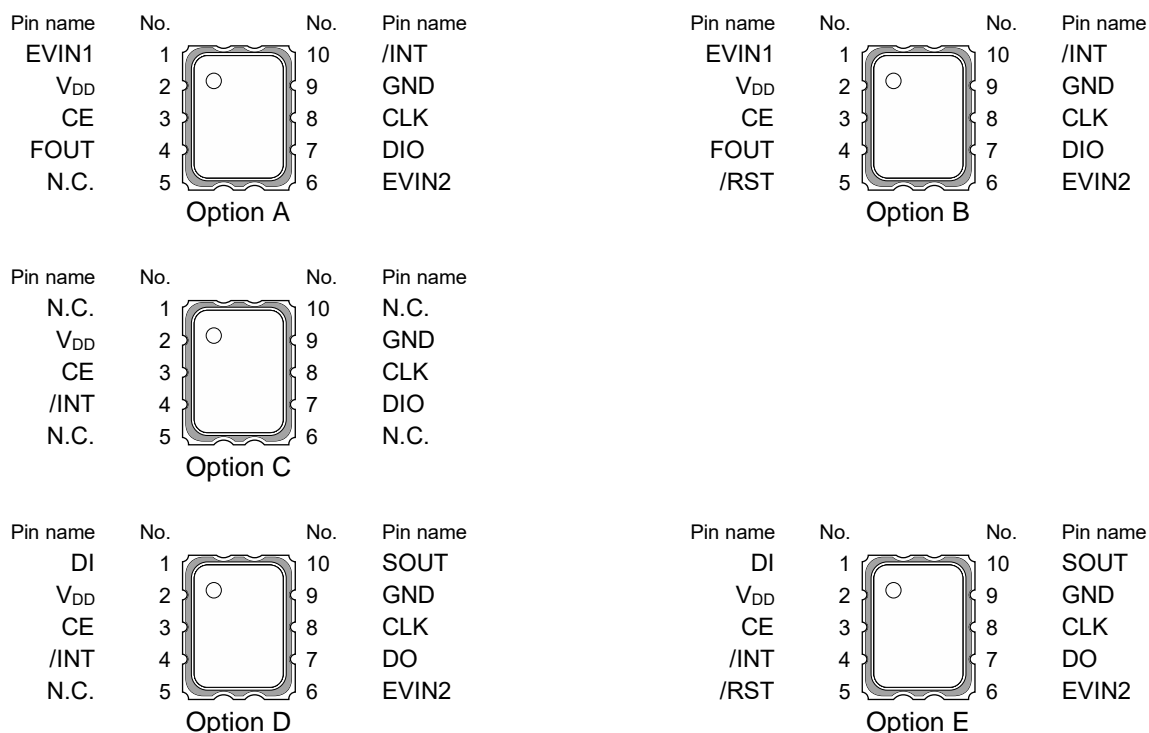 Pin name No. No. Pin name
EVIN1 1 10 /INT
VDD 2 9 GND
CE 3 8 CLK
FOUT 4 7 DIO
N.C. 5 6 EVIN2
Option A
Pin name No. No. Pin name
EVIN1 1 10 /INT
VDD 2 9 GND
CE 3 8 CLK
FOUT 4 7 DIO
/RST 5 6 EVIN2
Option B
Pin name No. No. Pin name
N.C. 1 10 N.C.
VDD 2 9 GND
CE 3 8 CLK
/INT 4 7 DIO
N.C. 5 6 N.C.
Option C
Pin name No. No. Pin name
DI 1 10 SOUT
VDD 2 9 GND
CE 3 8 CLK
/INT 4 7 DO
N.C. 5 6 EVIN2
Option D
Pin name No. No. Pin name
DI 1 10 SOUT
VDD 2 9 GND
CE 3 8 CLK
/INT 4 7 DO
/RST 5 6 EVIN2
Option E